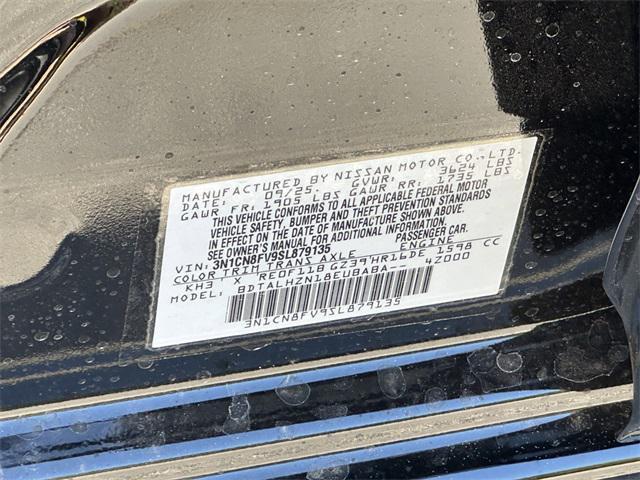 MANUFACTURED BY NISSAN MOTOR CO., LTD.
DATE: 09/25. GVWR: 3624 LBS
GAWR FR: 1905 LBS GAWR RR: 1735 LBS
THIS VEHICLE CONFORMS TO ALL APPLICABLE FEDERAL MOTOR
VEHICLE SAFETY, BUMPER AND THEFT PREVENTION STANDARDS
IN EFFECT ON THE DATE OF MANUFACTURE SHOWN ABOVE.
SEE OWNER'S MANUAL FOR ADDITIONAL INFORMATION.
VIN: 3N1CN8FV9SL879135 PASSENGER CAR
COLOR TRIM TRANS AXLE ENGINE
KH3 X RE0F11B GZ39 HR16DE 1598 CC
MODEL: BDTALHZN18EUBABA-- 4Z000
3N1CN8FV9SL879135